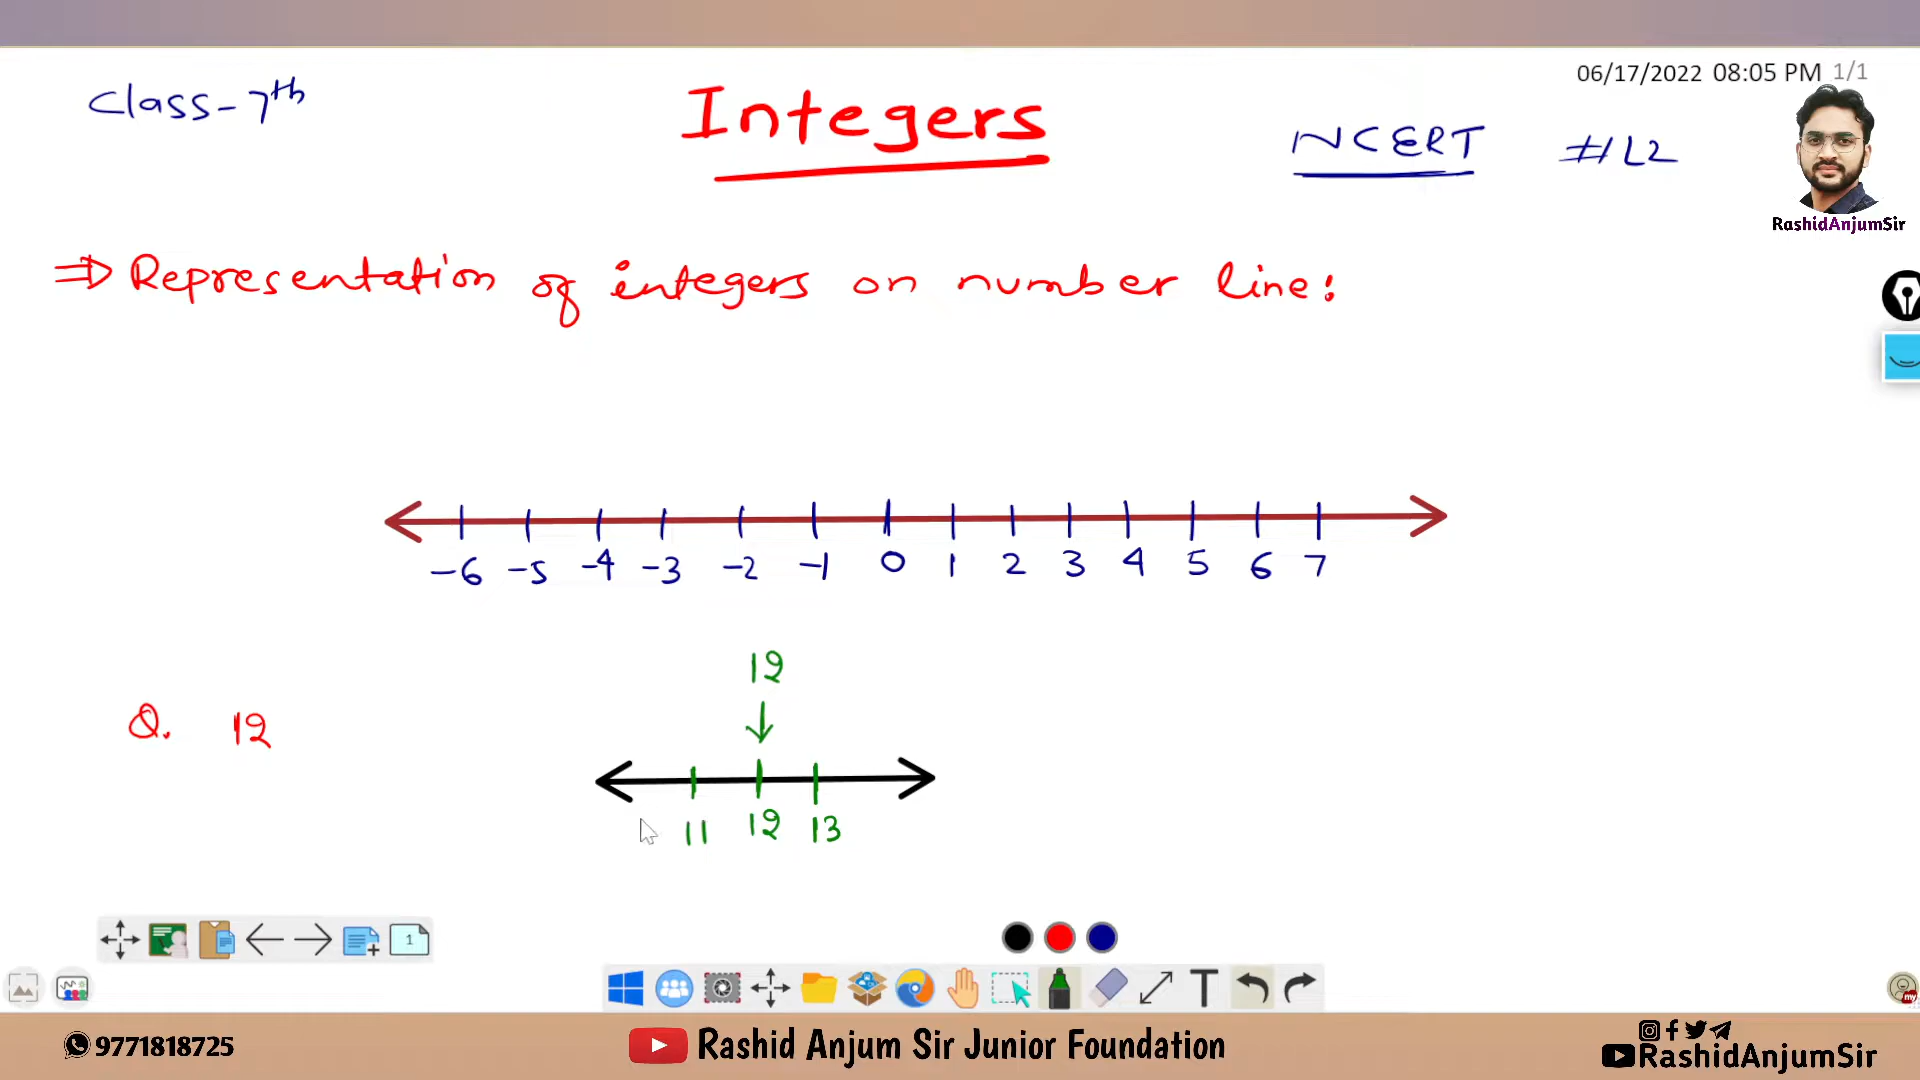 06/17/2022 08:05 PM 1/1
Class-7th
Integers
NCERT #L2
RashidAnjumSir
⇒ Representation of integers on number line:
-6 -5 -4 -3 -2 -1 0 1 2 3 4 5 6 7
12
Q. 12
11 12 13
1
T
my
9771818725
Rashid Anjum Sir Junior Foundation
RashidAnjumSir